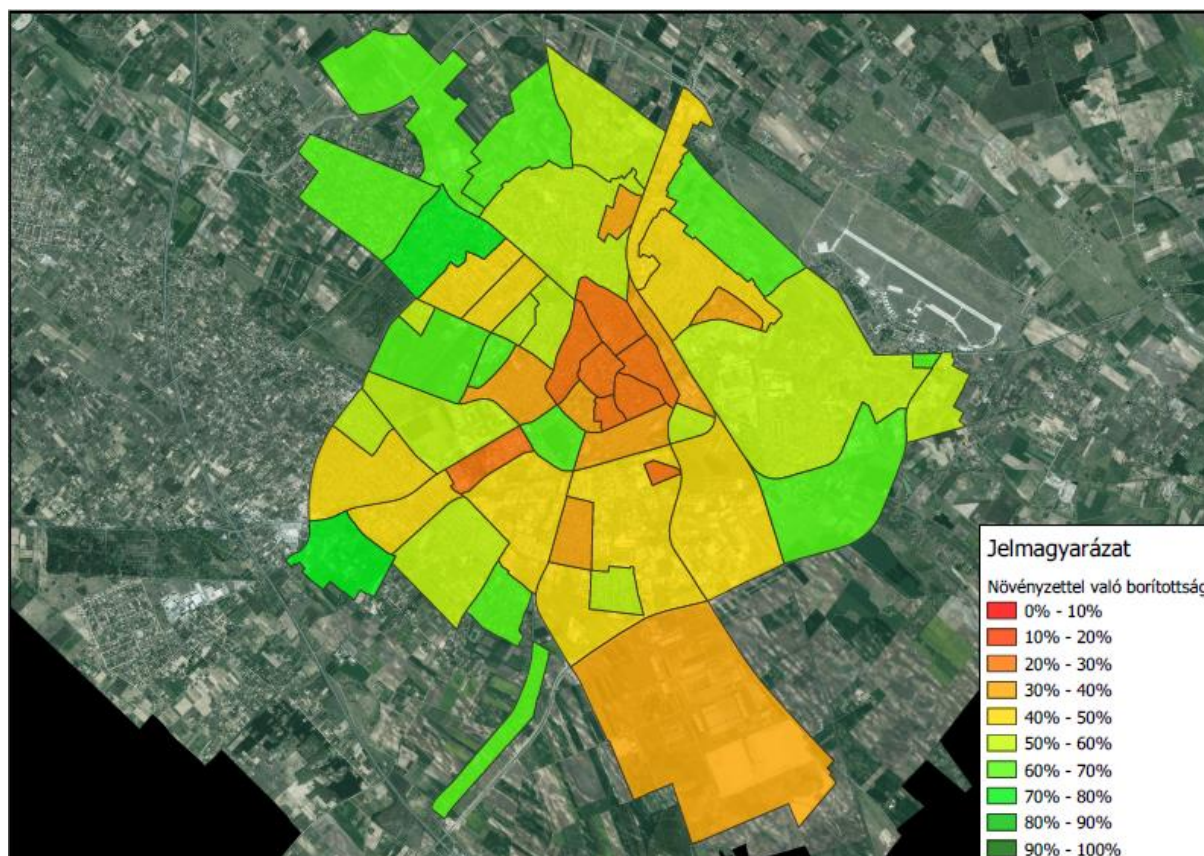 Jelmagyarázat
Növényzettel való borítottság
0% - 10%
10% - 20%
20% - 30%
30% - 40%
40% - 50%
50% - 60%
60% - 70%
70% - 80%
80% - 90%
90% - 100%